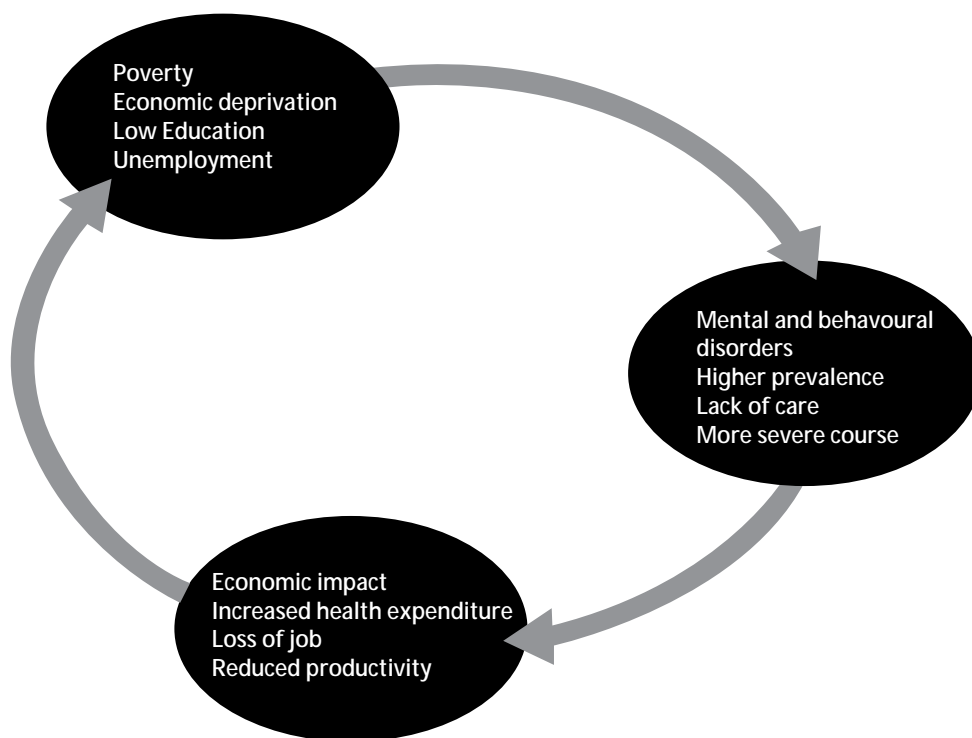 Poverty
Economic deprivation
Low Education
Unemployment
Mental and behavoural
disorders
Higher prevalence
Lack of care
More severe course
Economic impact
Increased health expenditure
Loss of job
Reduced productivity